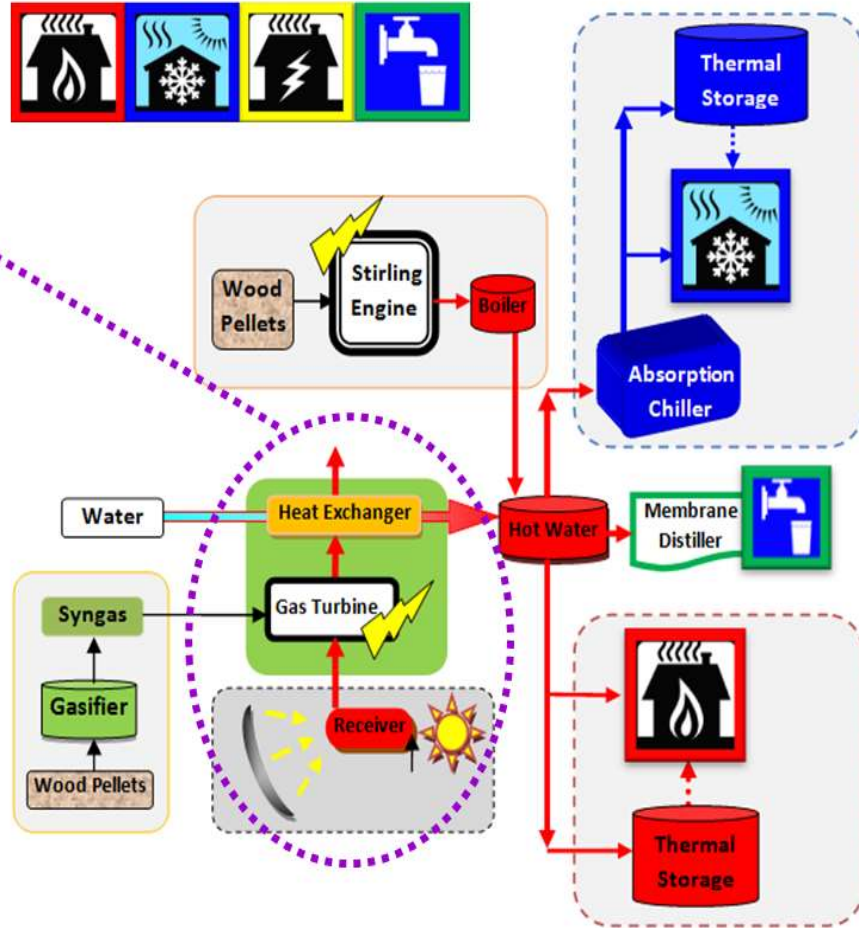 Thermal
Storage
Wood
Pellets
Stirling
Engine
Boiler
Absorption
Chiller
Water
Heat Exchanger
Hot Water
Membrane
Distiller
Syngas
Gas Turbine
Gasifier
Receiver
Wood Pellets
Thermal
Storage